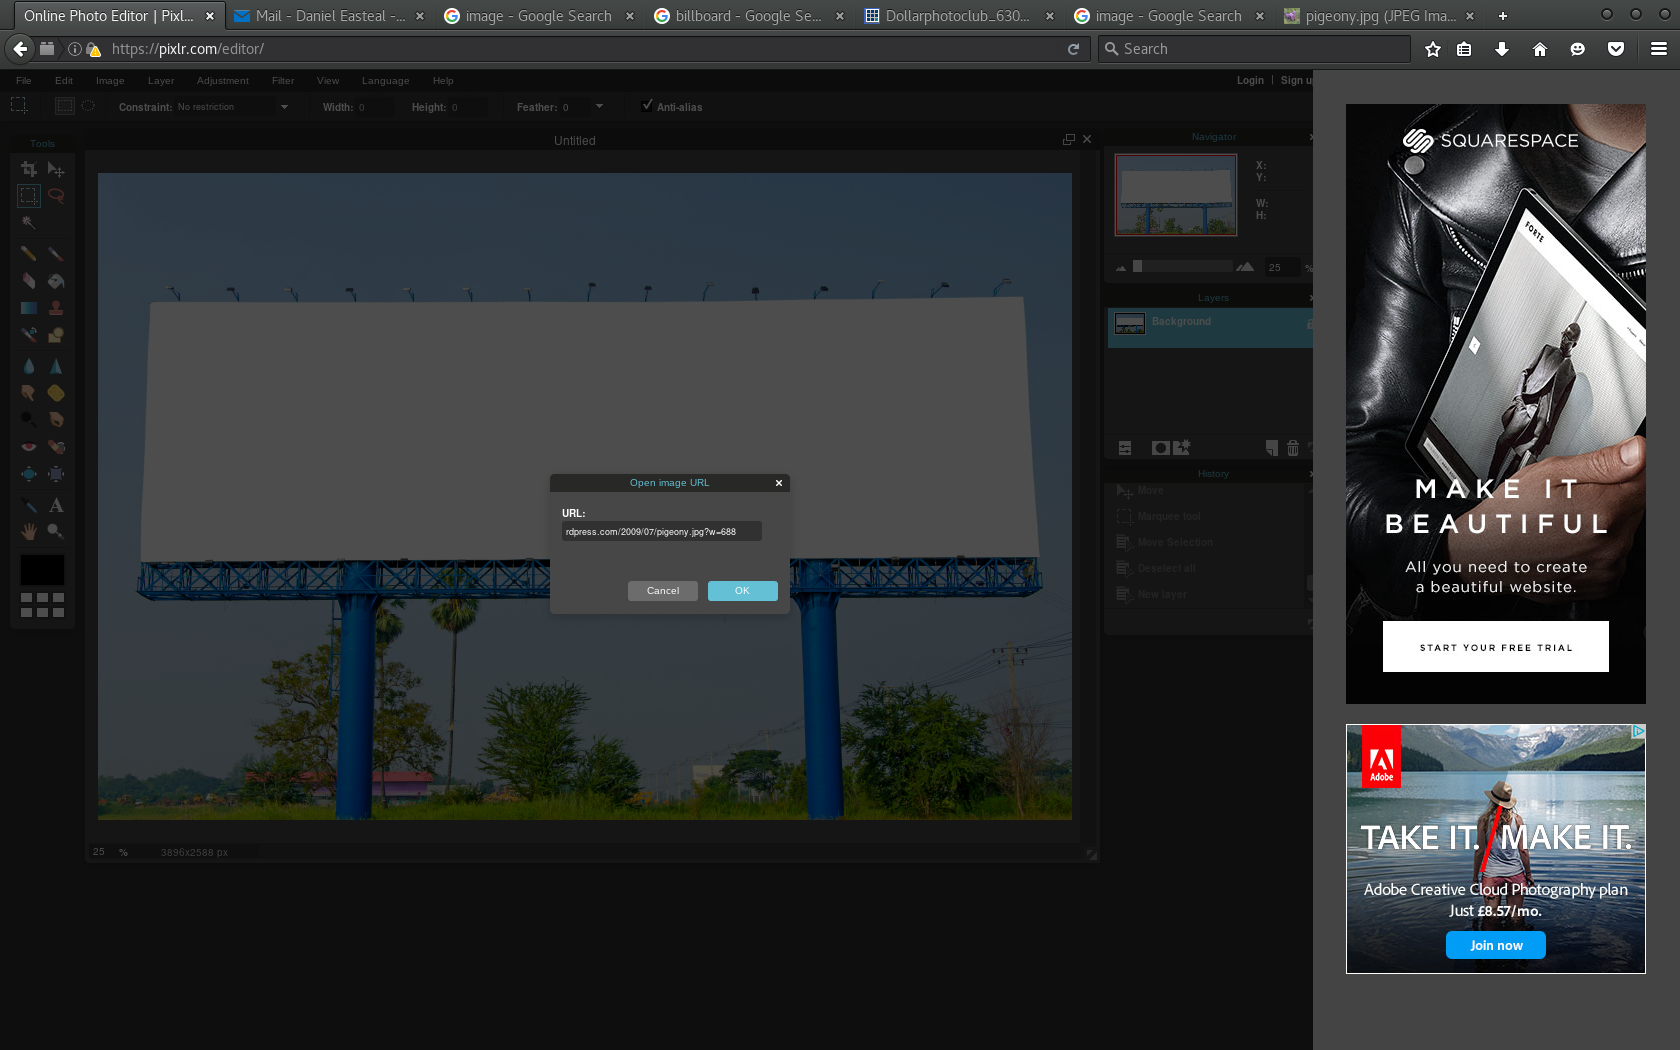 Online Photo Editor | Pixl...
Mail - Daniel Easteal -...
image - Google Search
billboard - Google Se...
Dollarphotoclub_630...
image - Google Search
pigeony.jpg (JPEG Ima...
https://pixlr.com/editor/
Search
File Edit Image Layer Adjustment Filter View Language Help
Login | Sign u
Constraint: No restriction Width: 0 Height: 0 Feather: 0 Anti-alias
Tools
Untitled
Navigator
X:
Y:
W:
H:
25 %
Layers
Background
History
Move
Marquee tool
Move Selection
Deselect all
New layer
Open image URL
URL:
rdpress.com/2009/07/pigeony.jpg?w=688
Cancel OK
25 % 3896x2588 px
SQUARESPACE
FORTE
MAKE IT
BEAUTIFUL
All you need to create
a beautiful website.
START YOUR FREE TRIAL
Adobe
TAKE IT. / MAKE IT.
Adobe Creative Cloud Photography plan
Just £8.57/mo.
Join now